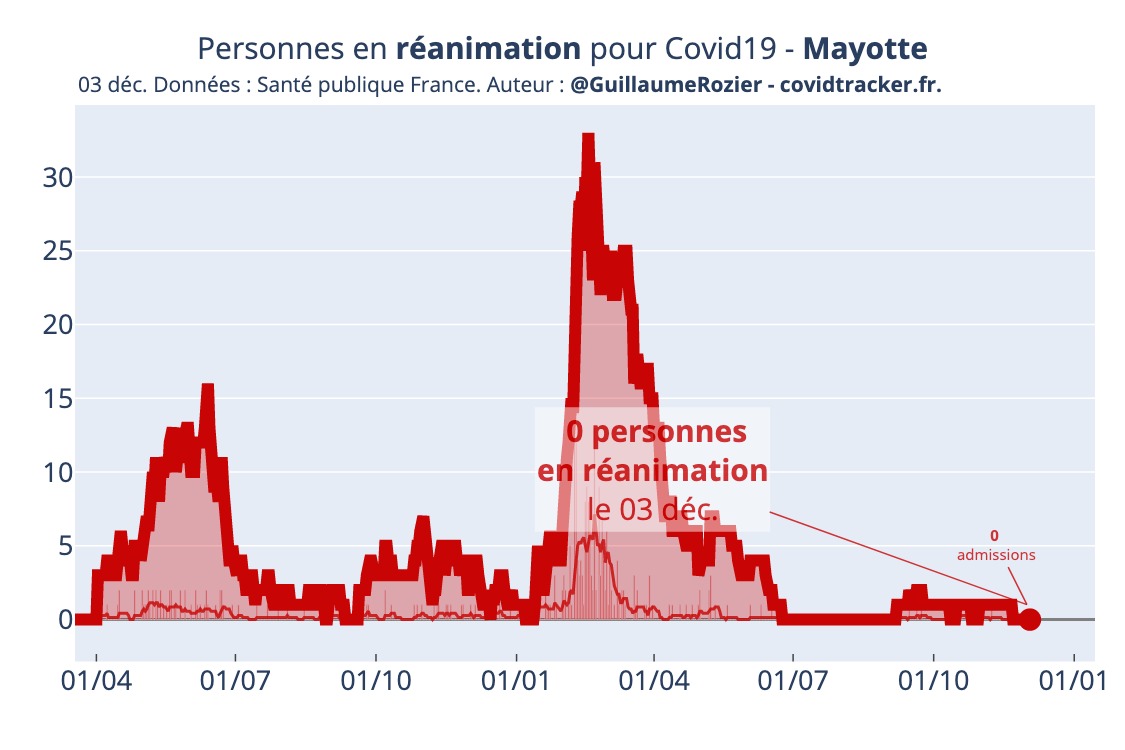 Personnes en réanimation pour Covid19 - Mayotte
03 déc. Données : Santé publique France. Auteur : @GuillaumeRozier - covidtracker.fr.
30
25
20
15
10
5
0
0 personnes
en réanimation
le 03 déc.
0
admissions
01/04
01/07
01/10
01/01
01/04
01/07
01/10
01/01